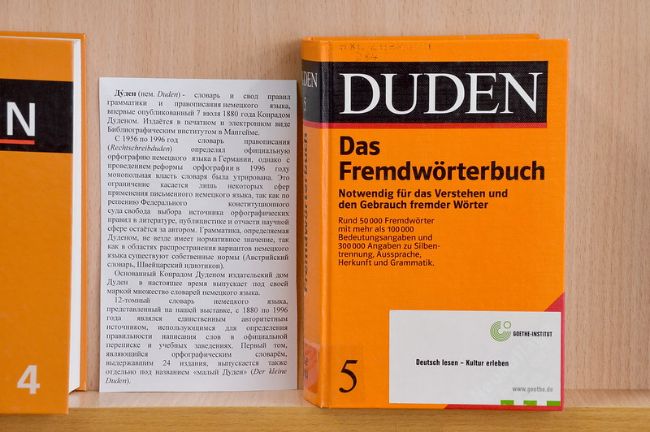 N
4
Ду́ден (нем. Duden) - словарь и свод правил
грамматики и правописания немецкого языка,
впервые опубликованный 7 июля 1880 года Конрадом
Дуденом. Издаётся в печатном и электронном виде
Библиографическим институтом в Мангейме.
С 1956 по 1996 год словарь правописания
(Rechtschreibduden) определял официальную
орфографию немецкого языка в Германии, однако с
проведением реформы орфографии в 1996 году
монопольная власть словаря была утрирована. Это
ограничение касается лишь некоторых сфер
применения письменного немецкого языка, так как по
решению Федерального конституционного
суда свобода выбора источника орфографических
правил в литературе, публицистике и отчасти научной
сфере остаётся за автором. Грамматика, определяемая
Дуденом, не везде имеет нормативное значение, так
как в областях распространения вариантов немецкого
языка существуют собственные нормы (Австрийский
словарь, Швейцарский идиотикон).
Основанный Конрадом Дуденом издательский дом
Дуден в настоящее время выпускает под своей
маркой множество словарей немецкого языка.
12-томный словарь немецкого языка,
представленный на нашей выставке, с 1880 по 1996
года являлся единственным авторитетным
источником, использующимся для определения
правильности написания слов в официальной
переписке и учебных заведениях. Первый том,
являющийся орфографическим словарём,
выдержавшим 24 издания, выпускается также
отдельно под названием «малый Дуден» (Der kleine
Duden).
DUDEN
Das
Fremdwörterbuch
Notwendig für das Verstehen und
den Gebrauch fremder Wörter
Rund 50 000 Fremdwörter
mit mehr als 100 000
Bedeutungsangaben und
300 000 Angaben zu Silben-
trennung, Aussprache,
Herkunft und Grammatik.
GOETHE-INSTITUT
Deutsch lesen – Kultur erleben
www.goethe.de
5